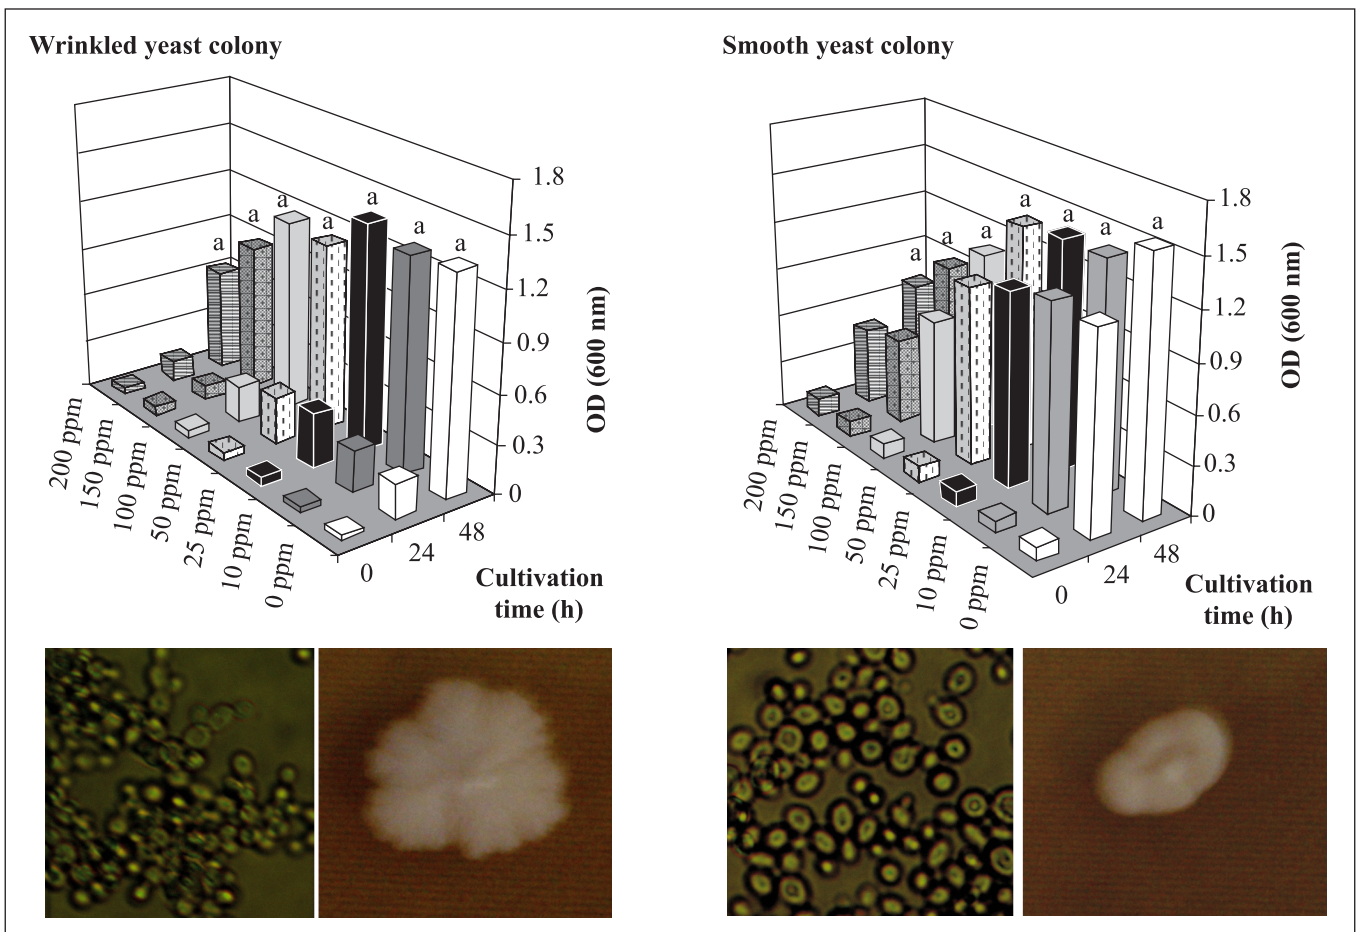 Wrinkled yeast colony
a a a a a a a
1.8
1.5
1.2
0.9
0.6
0.3
0
OD (600 nm)
200 ppm
150 ppm
100 ppm
50 ppm
25 ppm
10 ppm
0 ppm
0
24
48
Cultivation
time (h)
Smooth yeast colony
a a a a a a a
1.8
1.5
1.2
0.9
0.6
0.3
0
OD (600 nm)
200 ppm
150 ppm
100 ppm
50 ppm
25 ppm
10 ppm
0 ppm
0
24
48
Cultivation
time (h)